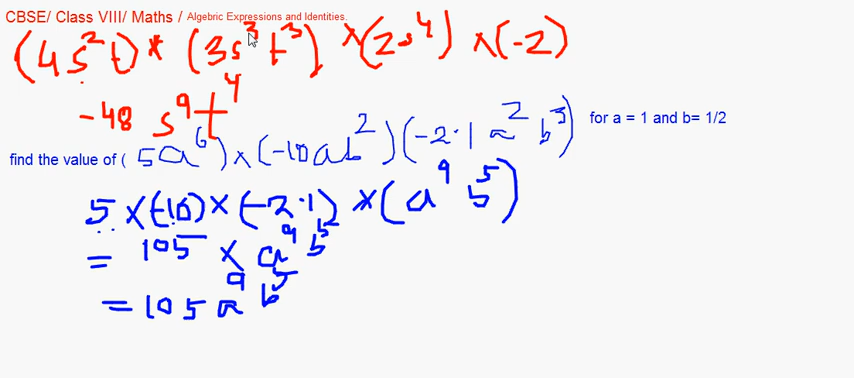 CBSE/ Class VIII/ Maths / Algebric Expressions and Identities.
(4s²t) * (3s³t³) × (2s⁴) × (-2)
-48 s⁹t⁴
find the value of ( 5a⁶) × (-10ab²) (-2.1 a²b³) for a = 1 and b= 1/2
5 × (-10) × (-2.1) × (a⁹ b⁵)
= 105 × a⁹ b⁵
= 105 a⁹ b⁵